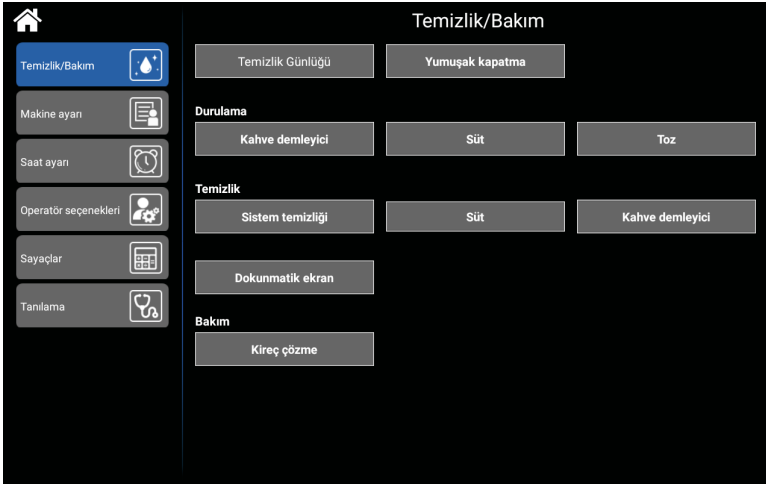 Temizlik/Bakım
Temizlik/Bakım
Makine ayarı
Saat ayarı
Operatör seçenekleri
Sayaçlar
Tanılama
Temizlik Günlüğü
Yumuşak kapatma
Durulama
Kahve demleyici
Süt
Toz
Temizlik
Sistem temizliği
Süt
Kahve demleyici
Dokunmatik ekran
Bakım
Kireç çözme